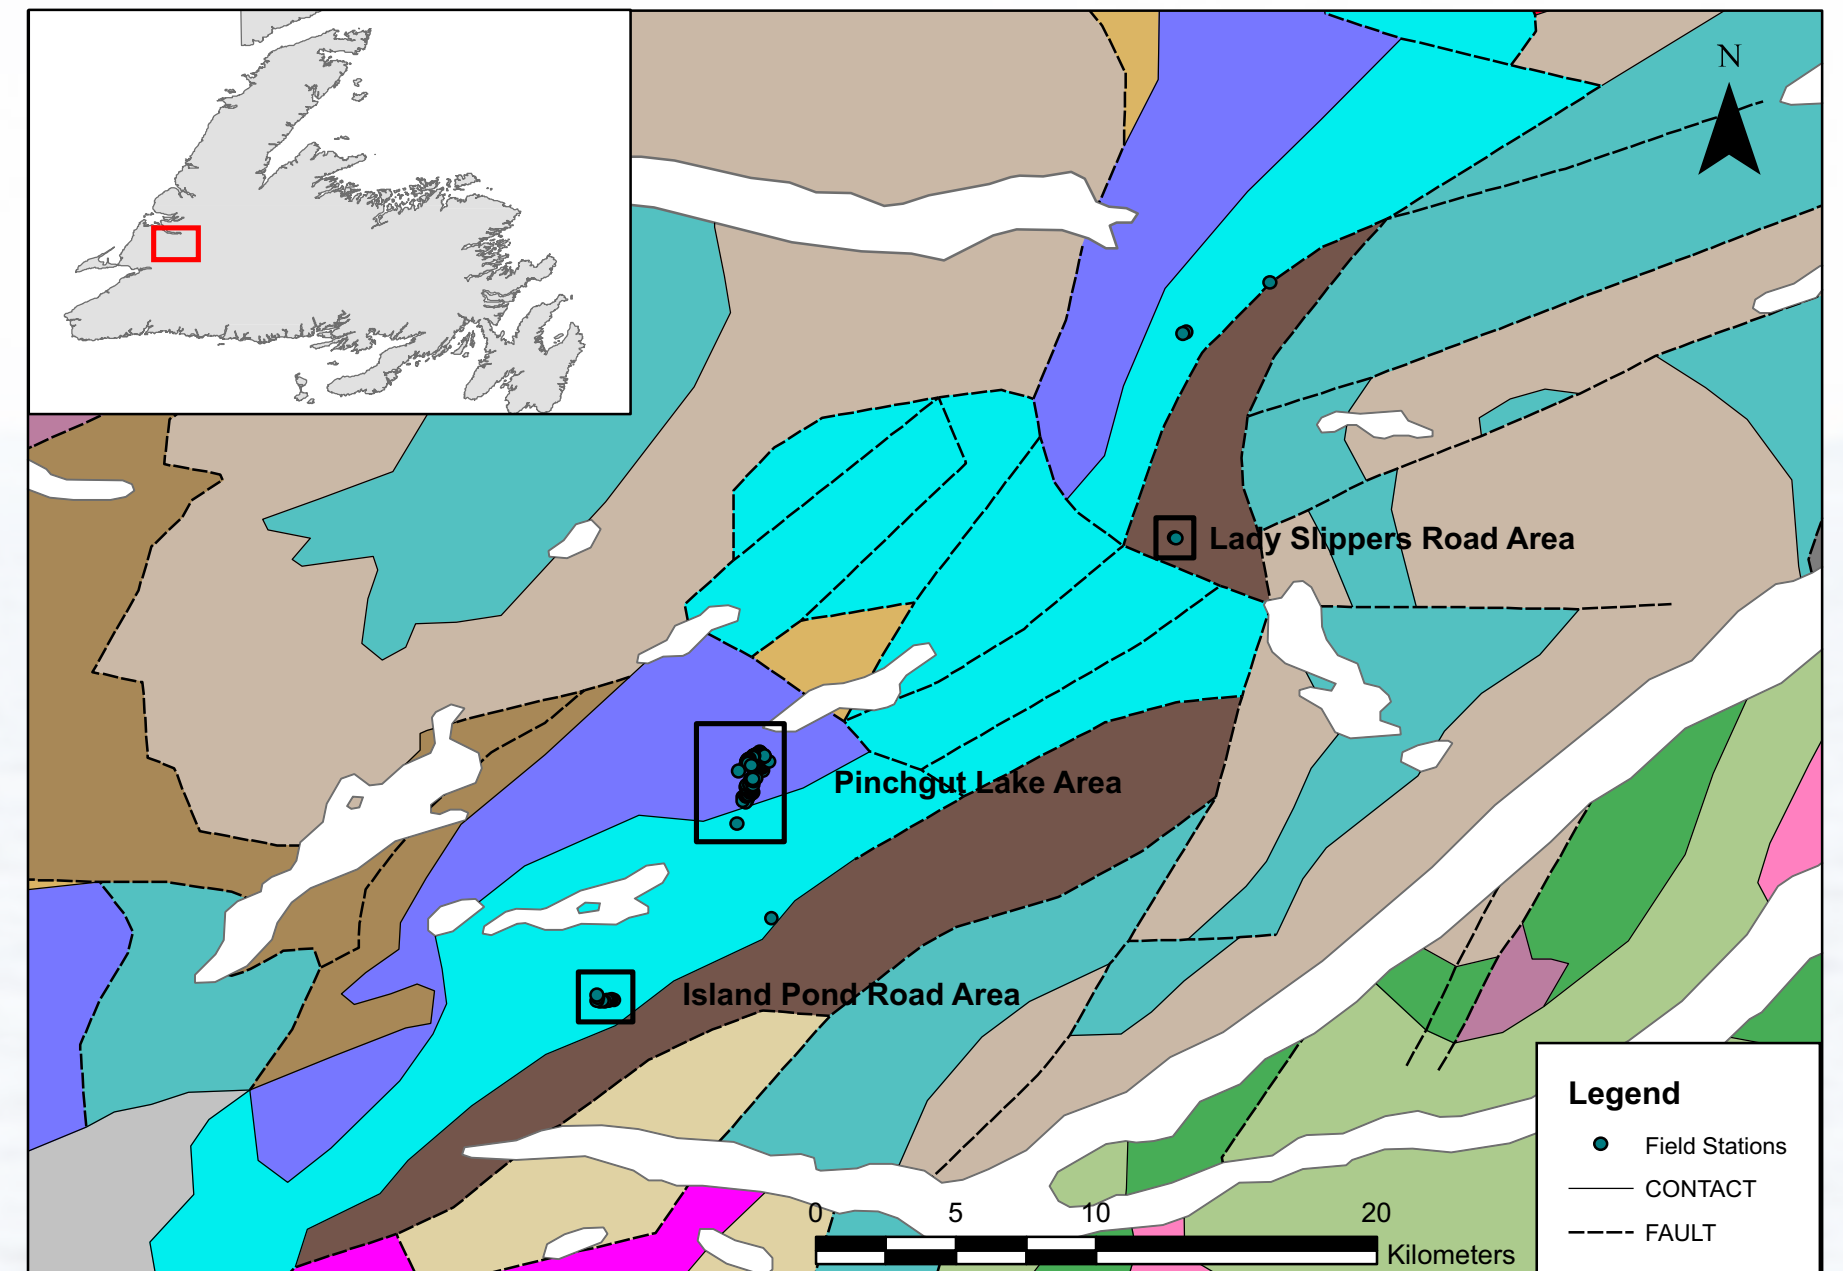 N
Lady Slippers Road Area
Pinchgut Lake Area
Island Pond Road Area
Legend
Field Stations
CONTACT
FAULT
0 5 10 20
Kilometers